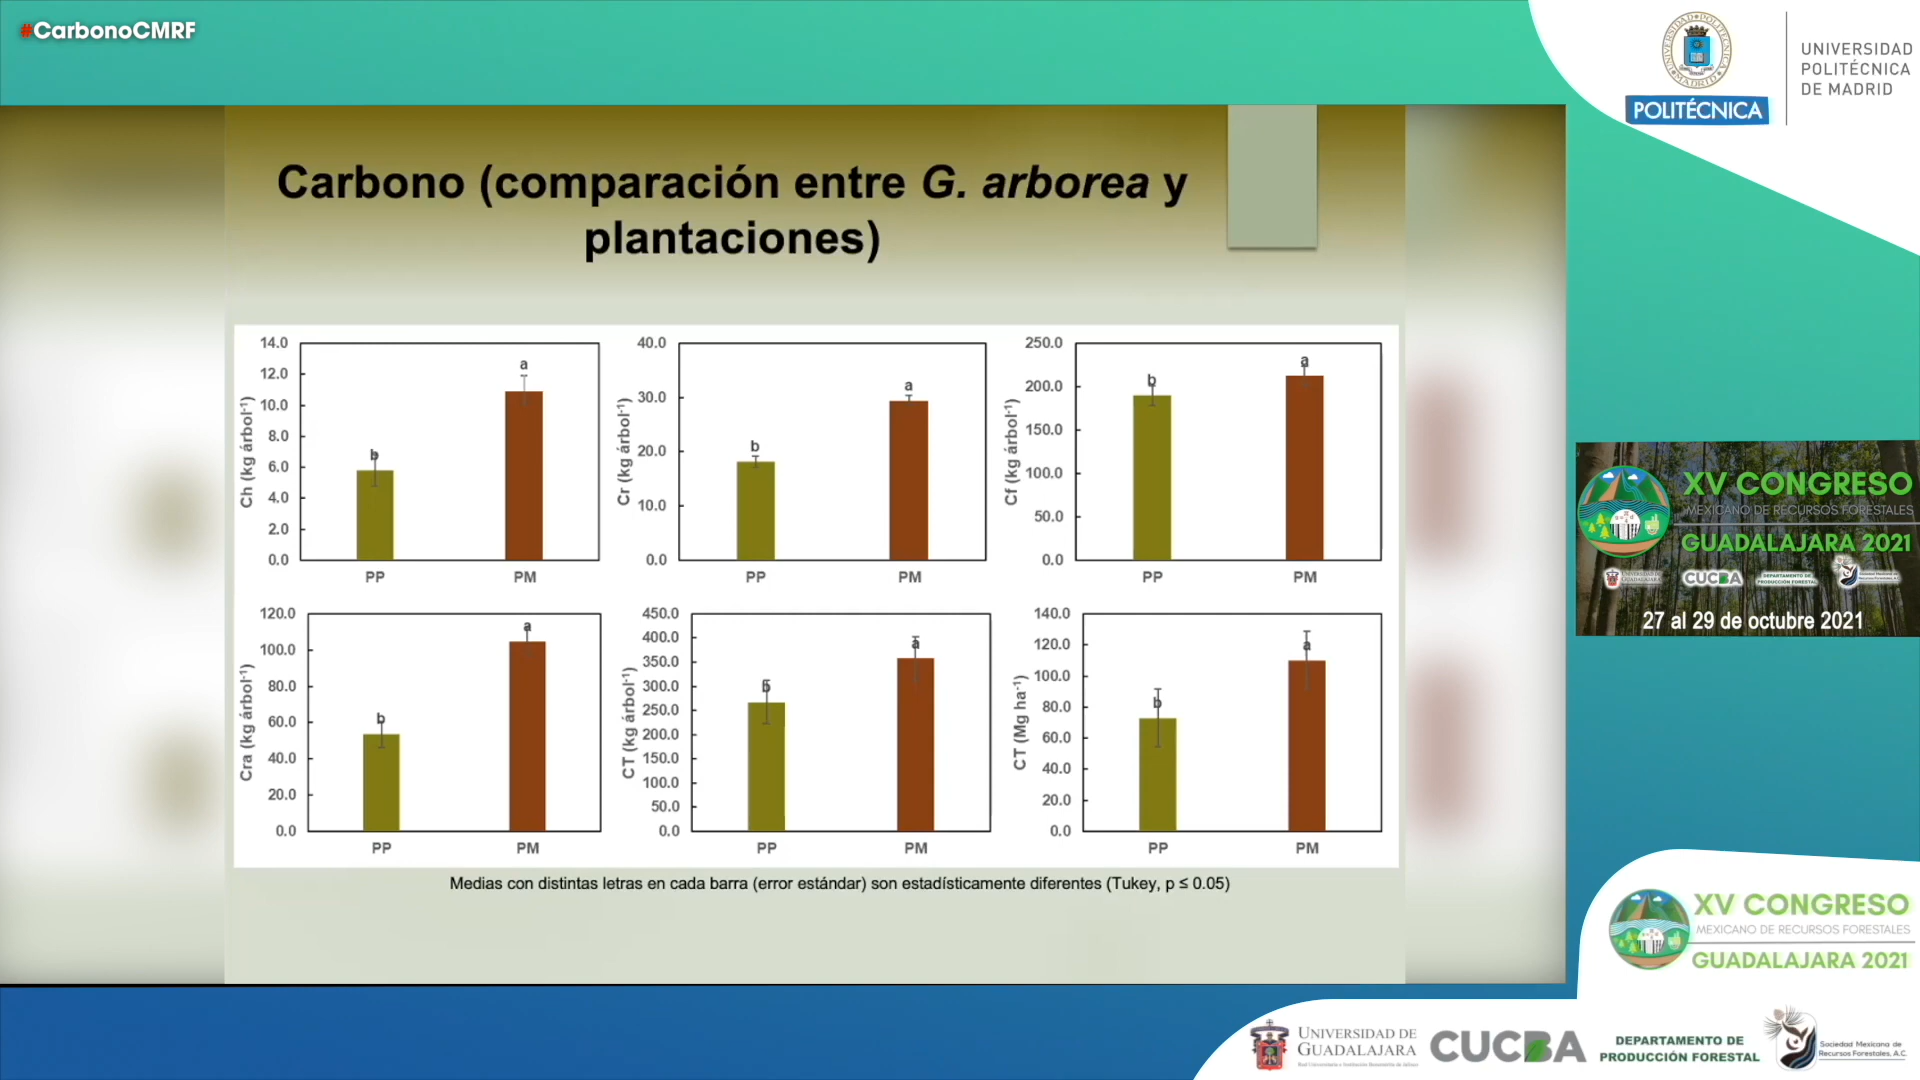 #CarbonoCMRF
UNIVERSIDAD
POLITÉCNICA
DE MADRID
POLITÉCNICA
Carbono (comparación entre G. arborea y
plantaciones)
14.0
12.0
10.0
8.0
6.0
4.0
2.0
0.0
Ch (kg árbol⁻¹)
b
a
PP PM
40.0
30.0
20.0
10.0
0.0
Cr (kg árbol⁻¹)
b
a
PP PM
250.0
200.0
150.0
100.0
50.0
0.0
Cf (kg árbol⁻¹)
b
a
PP PM
120.0
100.0
80.0
60.0
40.0
20.0
0.0
Cra (kg árbol⁻¹)
b
a
PP PM
450.0
400.0
350.0
300.0
250.0
200.0
150.0
100.0
50.0
0.0
CT (kg árbol⁻¹)
b
a
PP PM
140.0
120.0
100.0
80.0
60.0
40.0
20.0
0.0
CT (Mg ha⁻¹)
b
a
PP PM
Medias con distintas letras en cada barra (error estándar) son estadísticamente diferentes (Tukey, p ≤ 0.05)
XV CONGRESO
MEXICANO DE RECURSOS FORESTALES
GUADALAJARA 2021
CUCBA
DEPARTAMENTO DE
PRODUCCIÓN FORESTAL
27 al 29 de octubre 2021
XV CONGRESO
MEXICANO DE RECURSOS FORESTALES
GUADALAJARA 2021
UNIVERSIDAD DE
GUADALAJARA
CUCBA
DEPARTAMENTO DE
PRODUCCIÓN FORESTAL
Sociedad Mexicana de
Recursos Forestales, A.C.